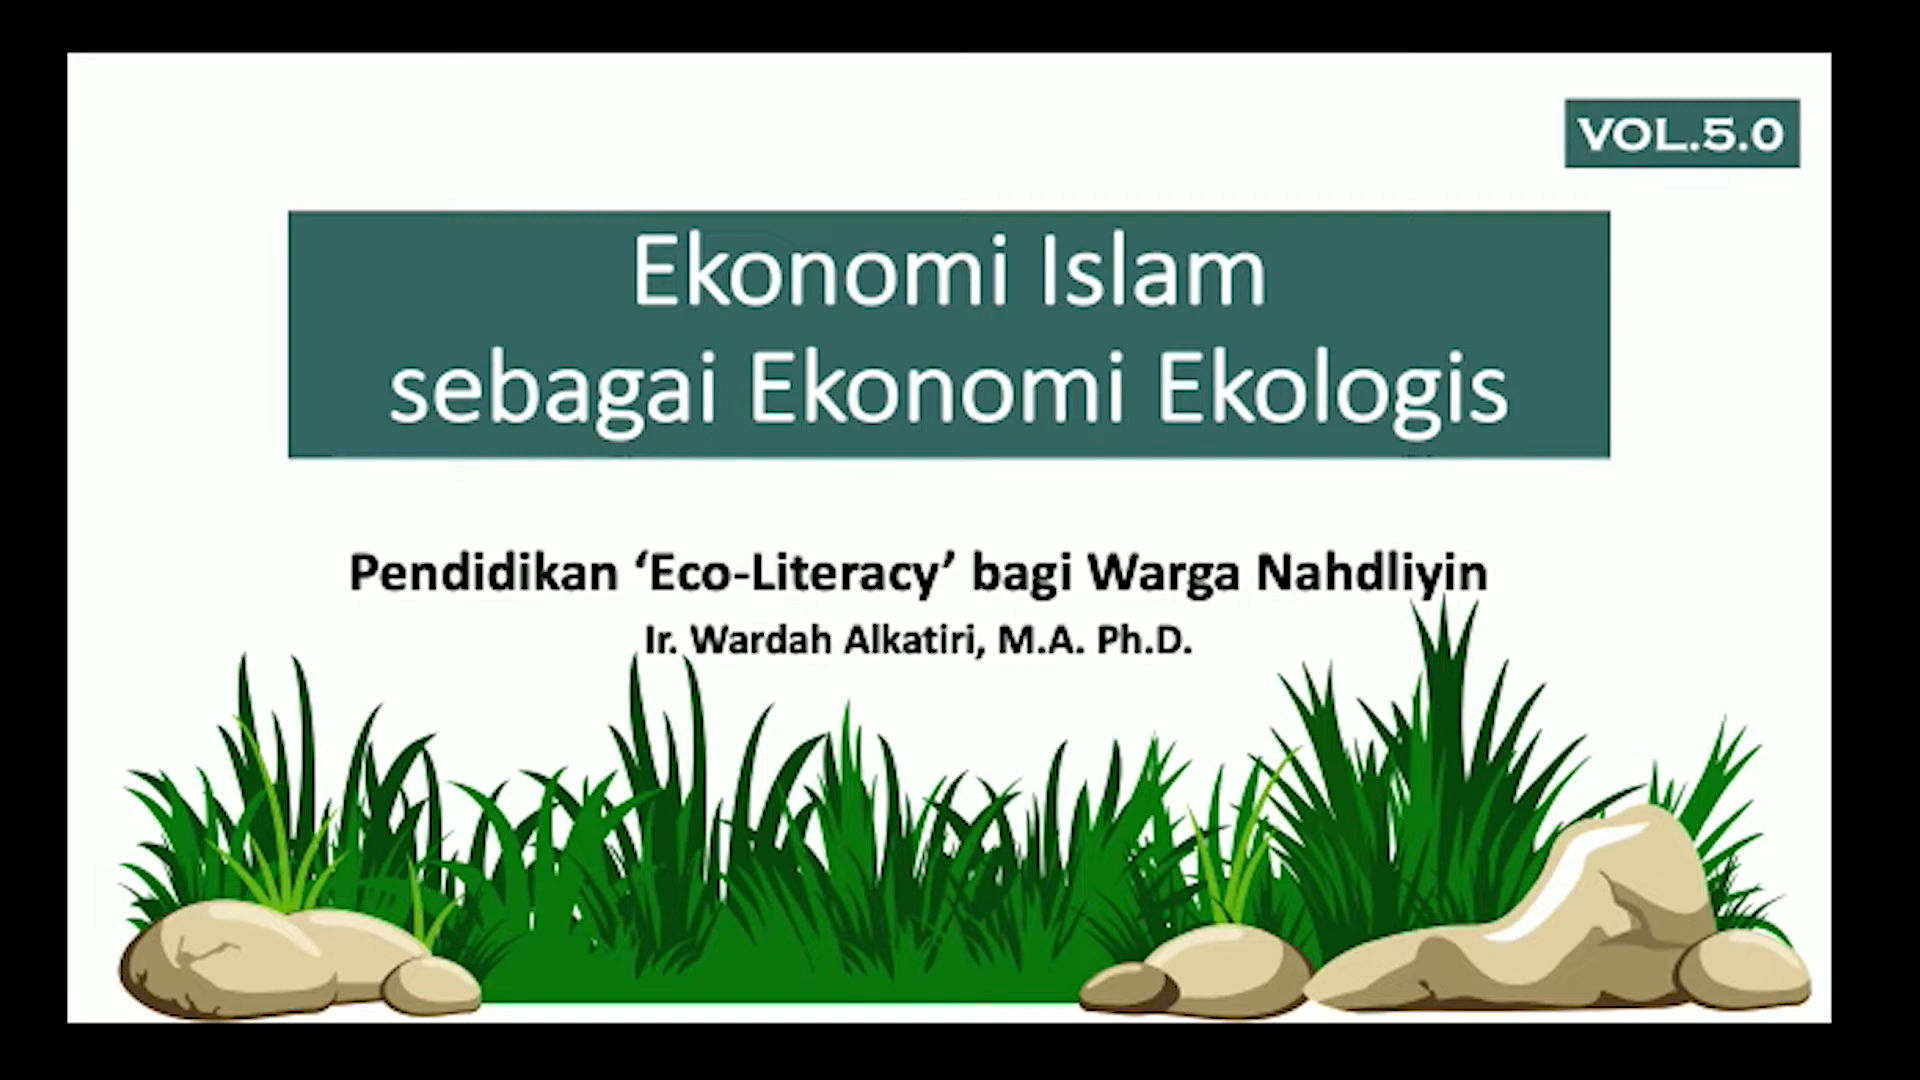 VOL.5.0
Ekonomi Islam
sebagai Ekonomi Ekologis
Pendidikan ‘Eco-Literacy’ bagi Warga Nahdliyin
Ir. Wardah Alkatiri, M.A. Ph.D.